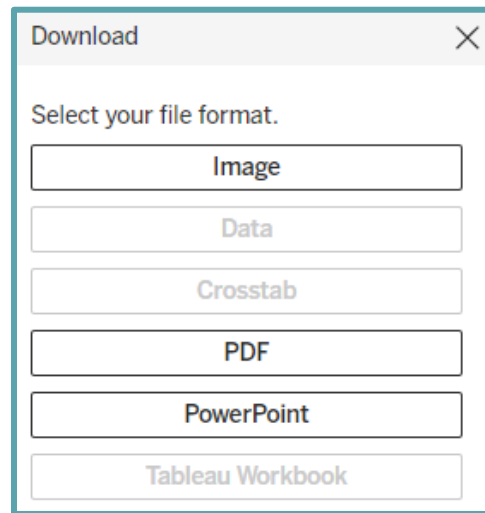 Download
Select your file format.
Image
Data
Crosstab
PDF
PowerPoint
Tableau Workbook